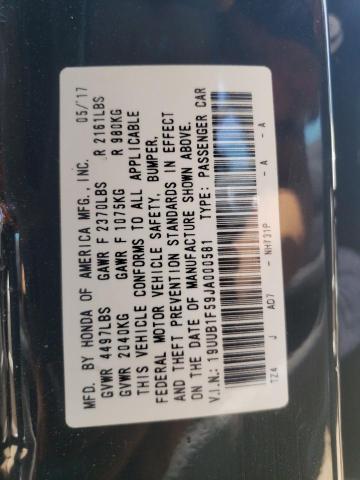 MFD. BY HONDA OF AMERICA MFG., INC. 05/'17
GVWR 4497LBS GAWR F 2370LBS R 2161LBS
GVWR 2040KG GAWR F 1075KG R 980KG
THIS VEHICLE CONFORMS TO ALL APPLICABLE
FEDERAL MOTOR VEHICLE SAFETY, BUMPER,
AND THEFT PREVENTION STANDARDS IN EFFECT
ON THE DATE OF MANUFACTURE SHOWN ABOVE.
V.I.N.: 19UUB1F59JA000581 TYPE: PASSENGER CAR
TZ4 J AD7 - NH731P - A - A